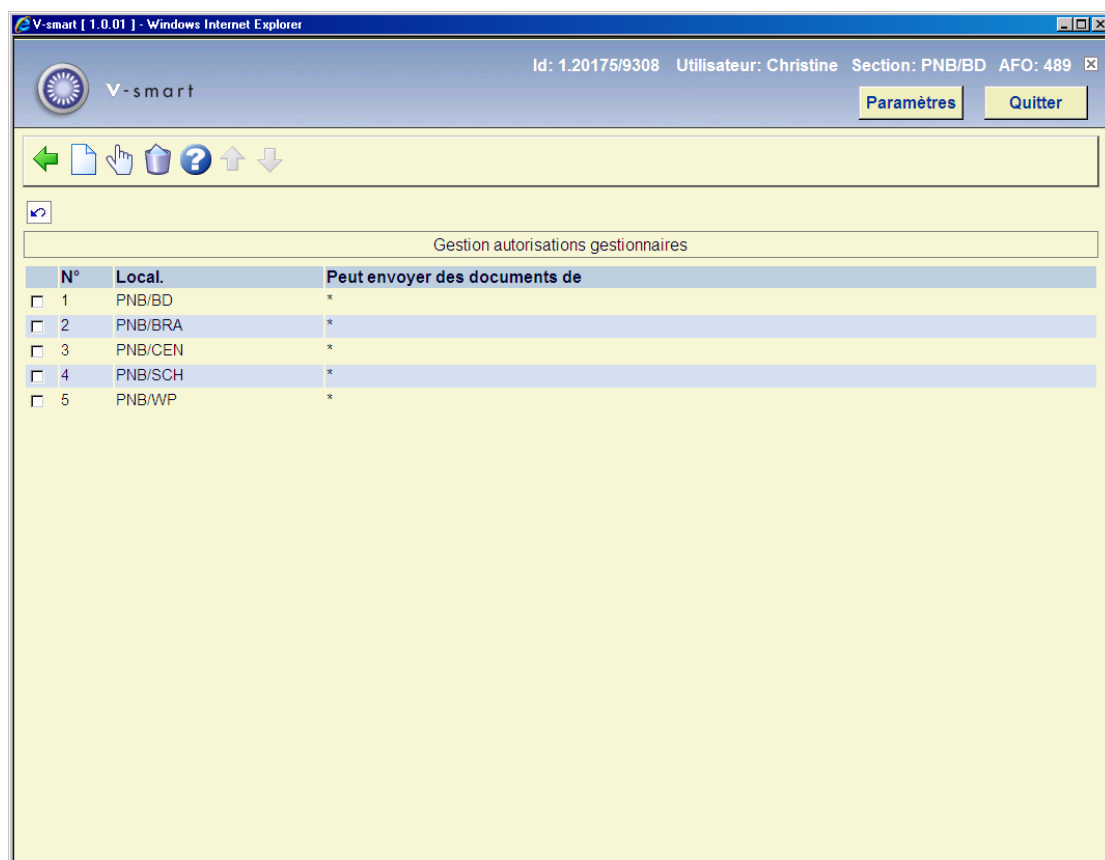 V-smart [ 1.0.01 ] - Windows Internet Explorer
Id: 1.20175/9308 Utilisateur: Christine Section: PNB/BD AFO: 489
V-smart
Paramètres Quitter
?
Gestion autorisations gestionnaires
N° Local. Peut envoyer des documents de
1 PNB/BD *
2 PNB/BRA *
3 PNB/CEN *
4 PNB/SCH *
5 PNB/WP *